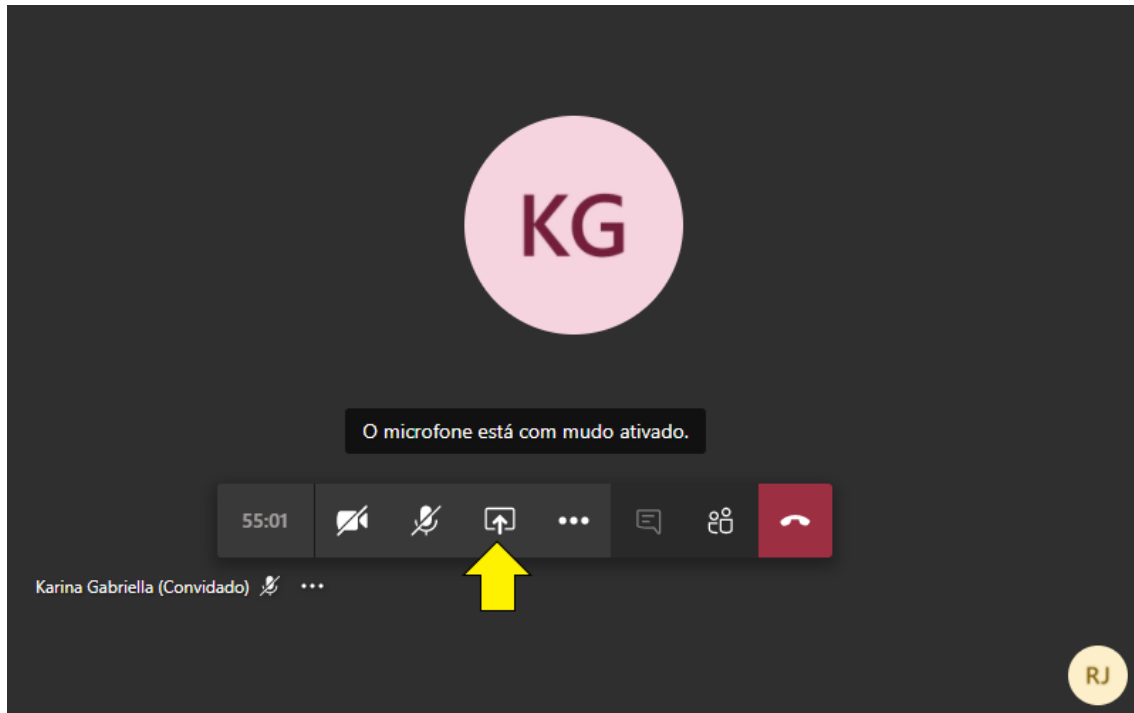 KG
O microfone está com mudo ativado.
55:01
Karina Gabriella (Convidado)
RJ